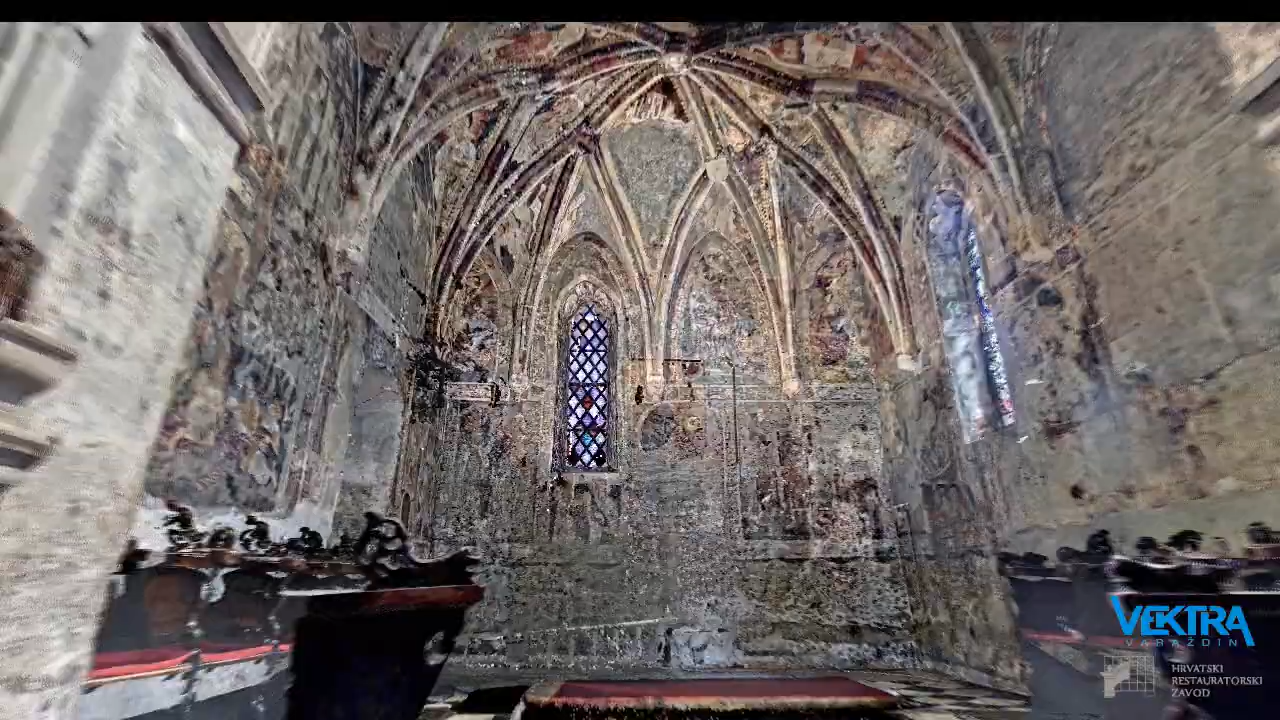 VEKTRA
VARAŽDIN
HRVATSKI
RESTAURATORSKI
ZAVOD